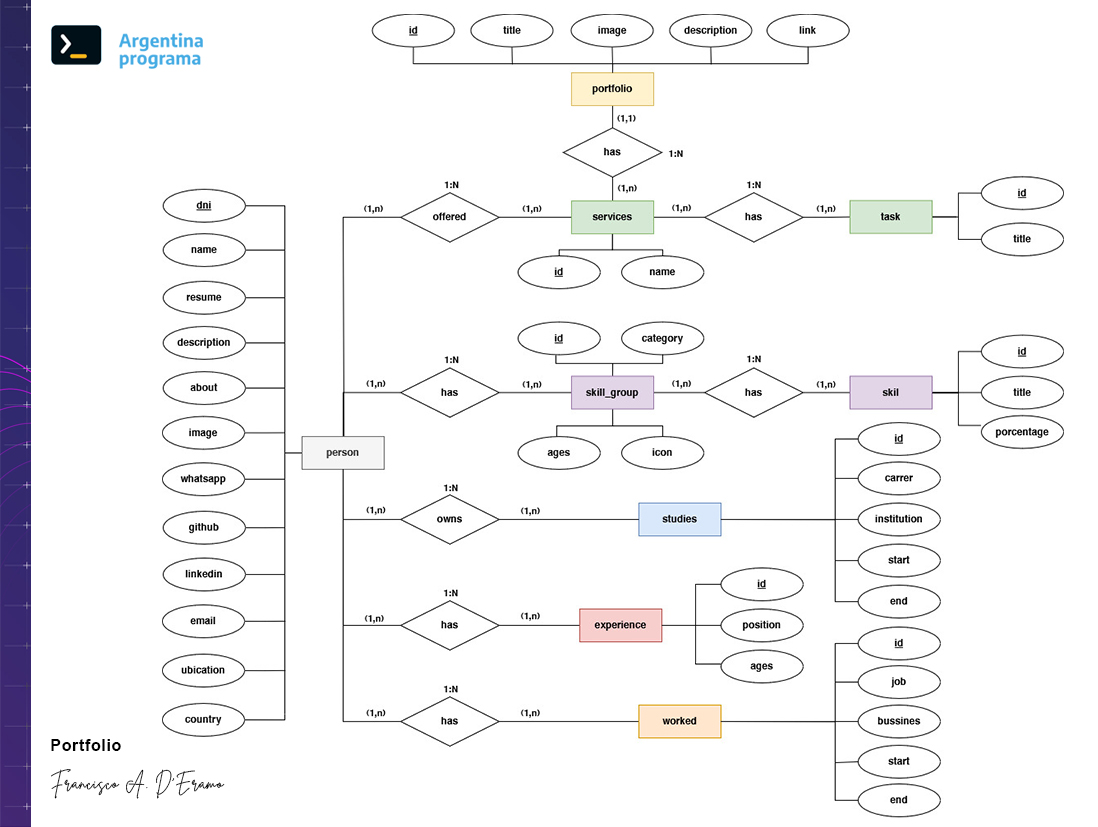 Argentina
programa
id
title
image
description
link
portfolio
(1,1)
has
1:N
(1,n)
1:N
(1,n)
offered
(1,n)
services
(1,n)
1:N
has
(1,n)
task
id
title
id
name
dni
name
resume
description
about
image
whatsapp
github
linkedin
email
ubication
country
person
id
category
1:N
(1,n)
has
(1,n)
skill_group
(1,n)
1:N
has
(1,n)
skil
id
title
porcentage
ages
icon
1:N
(1,n)
owns
(1,n)
studies
id
carrer
institution
start
end
1:N
(1,n)
has
(1,n)
experience
id
position
ages
1:N
(1,n)
has
(1,n)
worked
id
job
bussines
start
end
Portfolio
Francisco A. D'Eramo